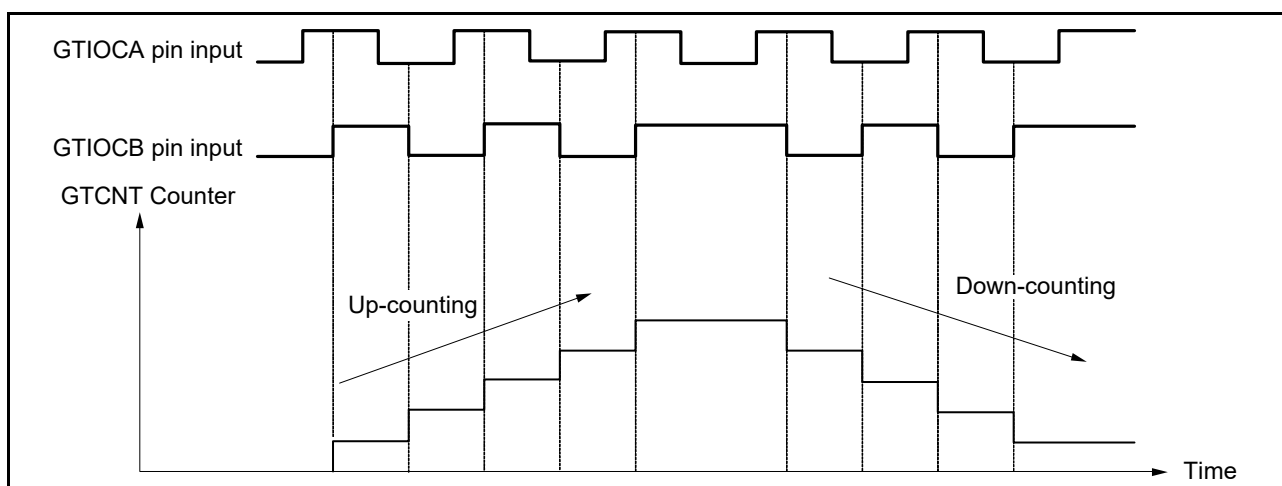 GTIOCA pin input
GTIOCB pin input
GTCNT Counter
Up-counting
Down-counting
Time